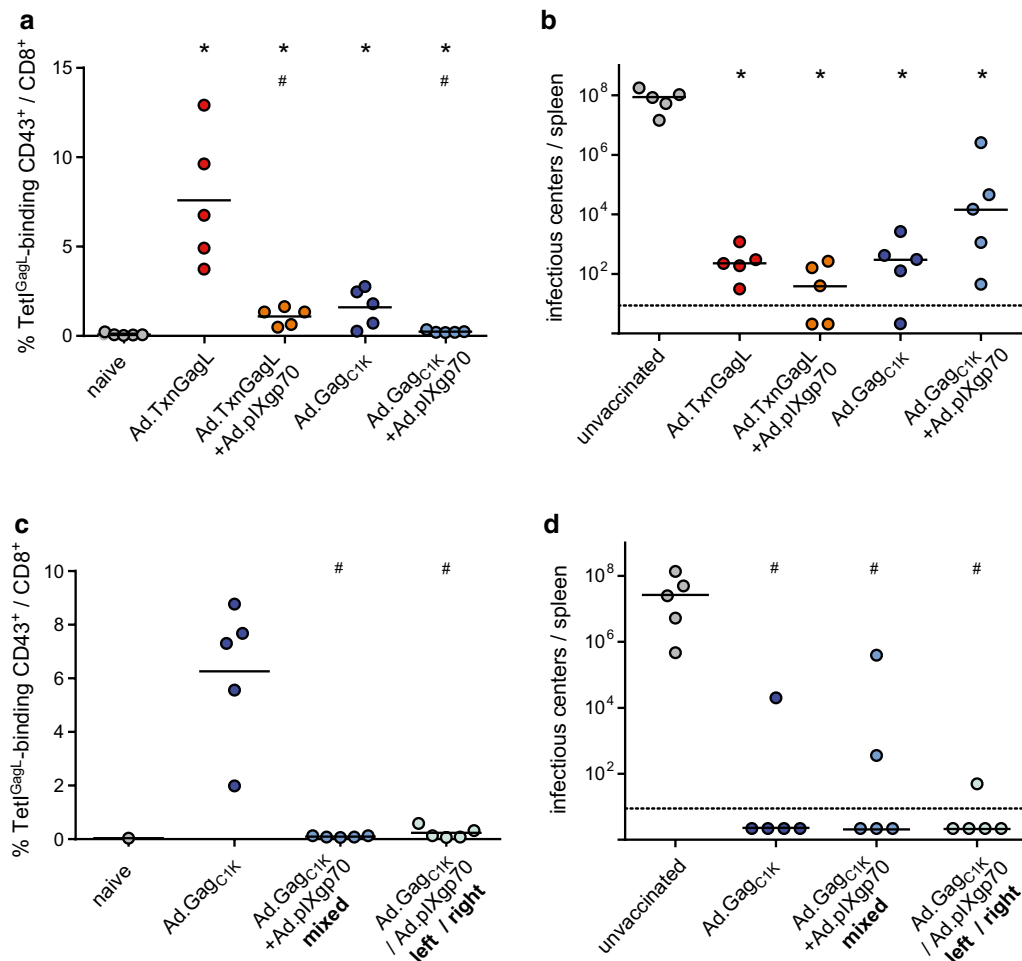 a
% TetI^GagL-binding CD43⁺ / CD8⁺
15
10
5
0
* * * *
# #
naive
Ad.TxnGagL
Ad.TxnGagL
+Ad.pIXgp70
Ad.GagC1K
Ad.GagC1K
+Ad.pIXgp70
b
infectious centers / spleen
10⁸
10⁶
10⁴
10²
* * * *
unvaccinated
Ad.TxnGagL
Ad.TxnGagL
+Ad.pIXgp70
Ad.GagC1K
Ad.GagC1K
+Ad.pIXgp70
c
% TetI^GagL-binding CD43⁺ / CD8⁺
10
8
6
4
2
0
# #
naive
Ad.GagC1K
Ad.GagC1K
+Ad.pIXgp70
mixed
Ad.GagC1K
/ Ad.pIXgp70
left / right
d
infectious centers / spleen
10⁸
10⁶
10⁴
10²
# # #
unvaccinated
Ad.GagC1K
Ad.GagC1K
+Ad.pIXgp70
mixed
Ad.GagC1K
/ Ad.pIXgp70
left / right